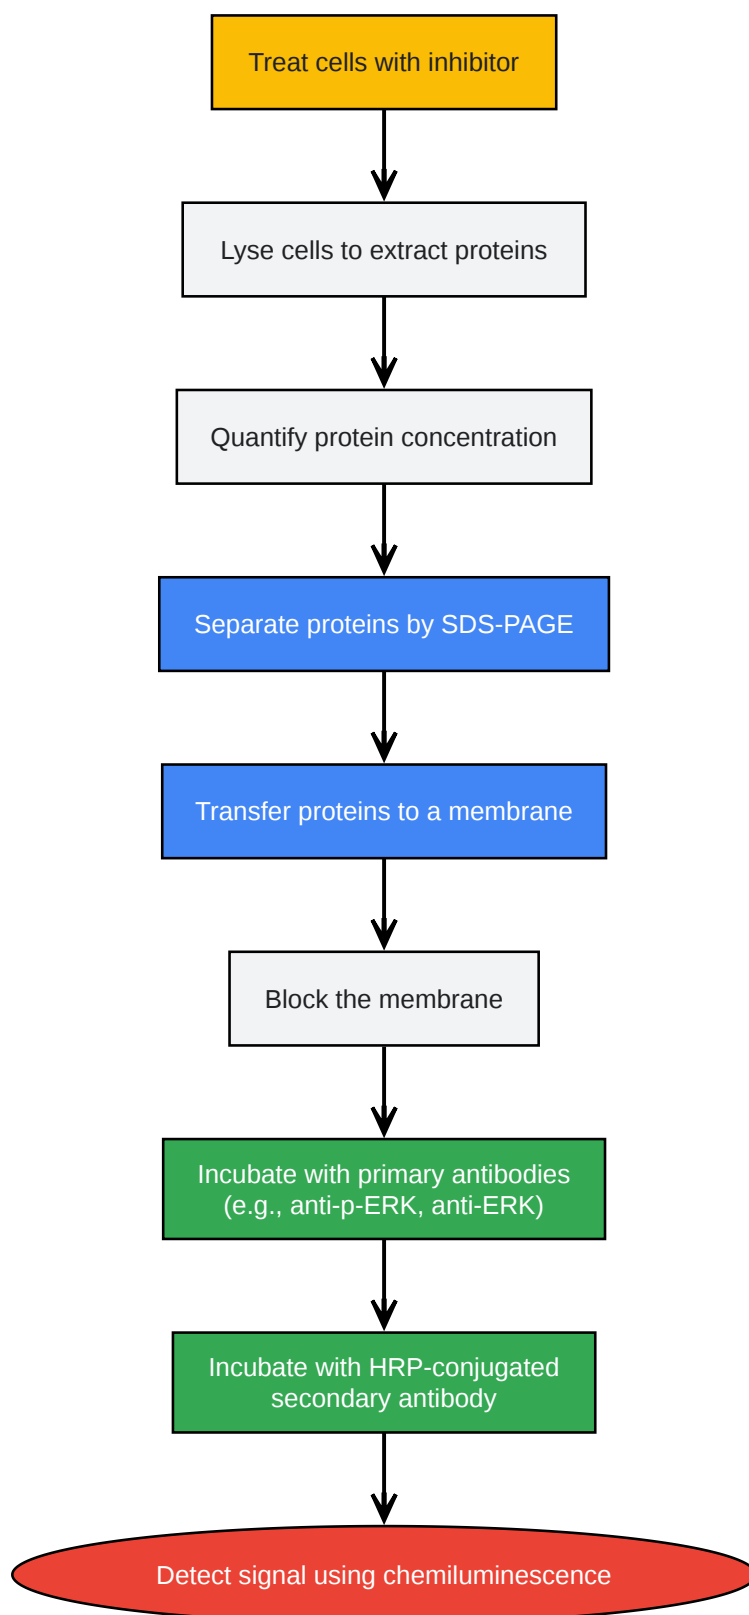 Treat cells with inhibitor
Lyse cells to extract proteins
Quantify protein concentration
Separate proteins by SDS-PAGE
Transfer proteins to a membrane
Block the membrane
Incubate with primary antibodies
(e.g., anti-p-ERK, anti-ERK)
Incubate with HRP-conjugated
secondary antibody
Detect signal using chemiluminescence